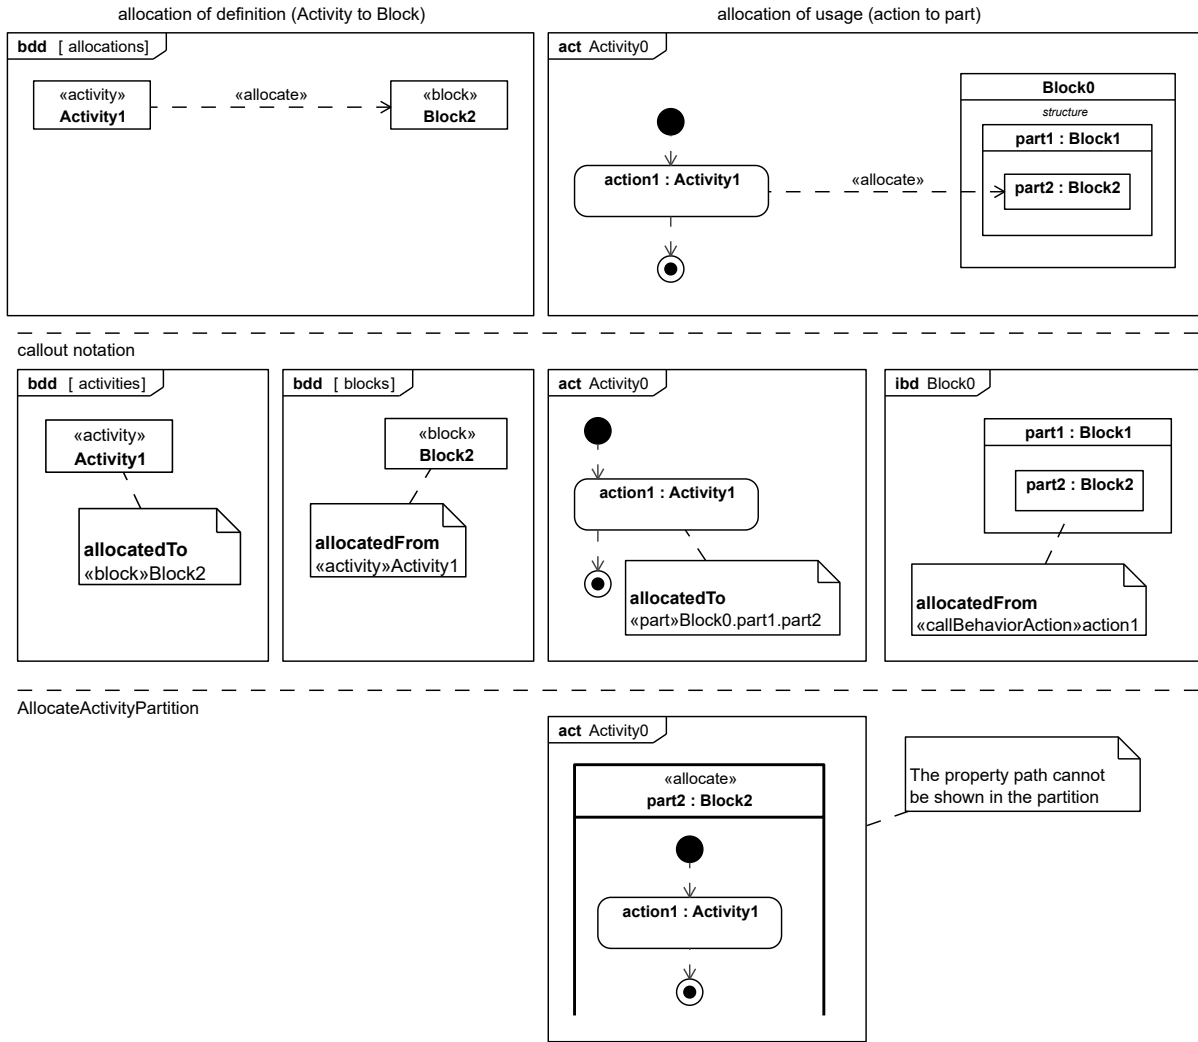 allocation of definition (Activity to Block)
allocation of usage (action to part)
bdd [ allocations]
«activity»
Activity1
«allocate»
«block»
Block2
act Activity0
action1 : Activity1
«allocate»
Block0
structure
part1 : Block1
part2 : Block2
callout notation
bdd [ activities]
«activity»
Activity1
allocatedTo
«block»Block2
bdd [ blocks]
«block»
Block2
allocatedFrom
«activity»Activity1
act Activity0
action1 : Activity1
allocatedTo
«part»Block0.part1.part2
ibd Block0
part1 : Block1
part2 : Block2
allocatedFrom
«callBehaviorAction»action1
AllocateActivityPartition
act Activity0
«allocate»
part2 : Block2
action1 : Activity1
The property path cannot
be shown in the partition